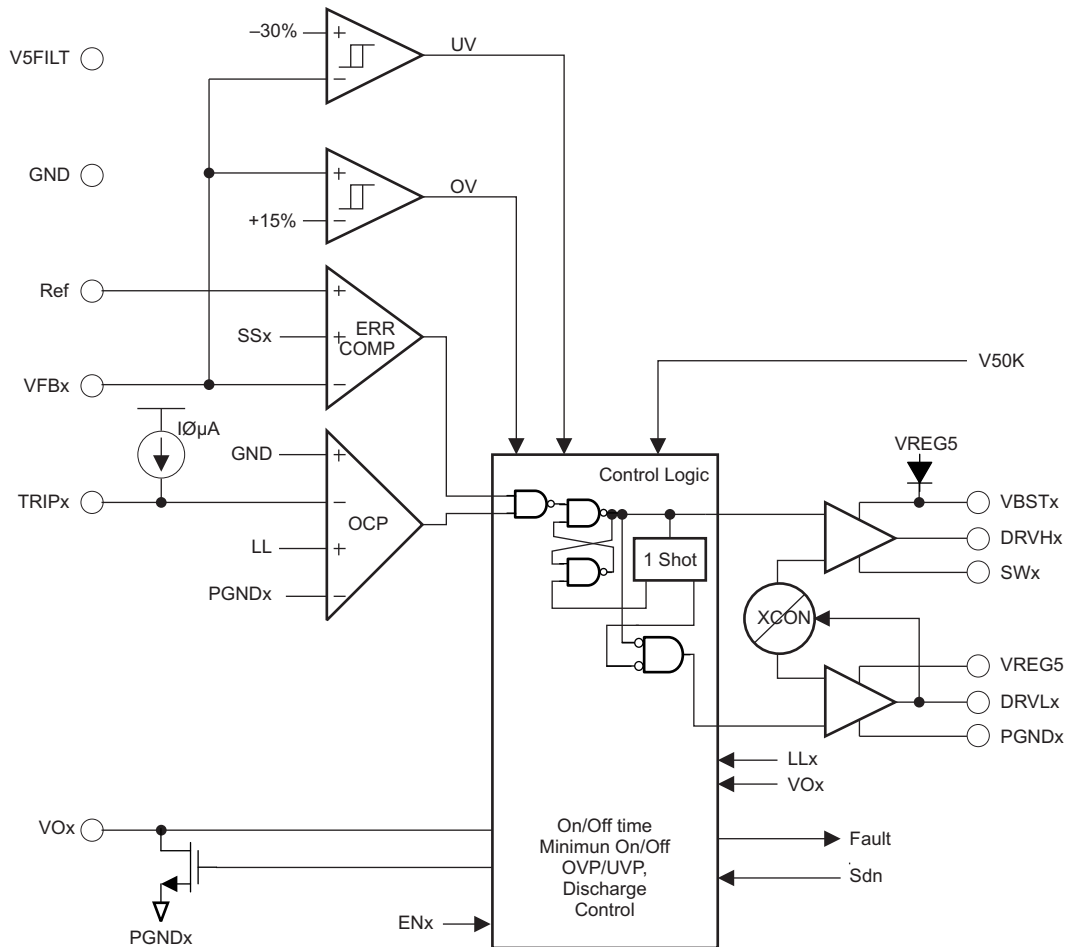 V5FILT
–30%
+
–
UV
GND
+
+15%
–
OV
Ref
+
SSx
+
ERR
COMP
VFBx
–
V50K
IØµA
GND
+
TRIPx
–
OCP
LL
+
PGNDx
–
Control Logic
1 Shot
VREG5
VBSTx
DRVHx
SWx
XCON
VREG5
DRVLx
PGNDx
LLx
VOx
VOx
On/Off time
Minimun On/Off
OVP/UVP,
Discharge
Control
Fault
Sdn
ENx
PGNDx